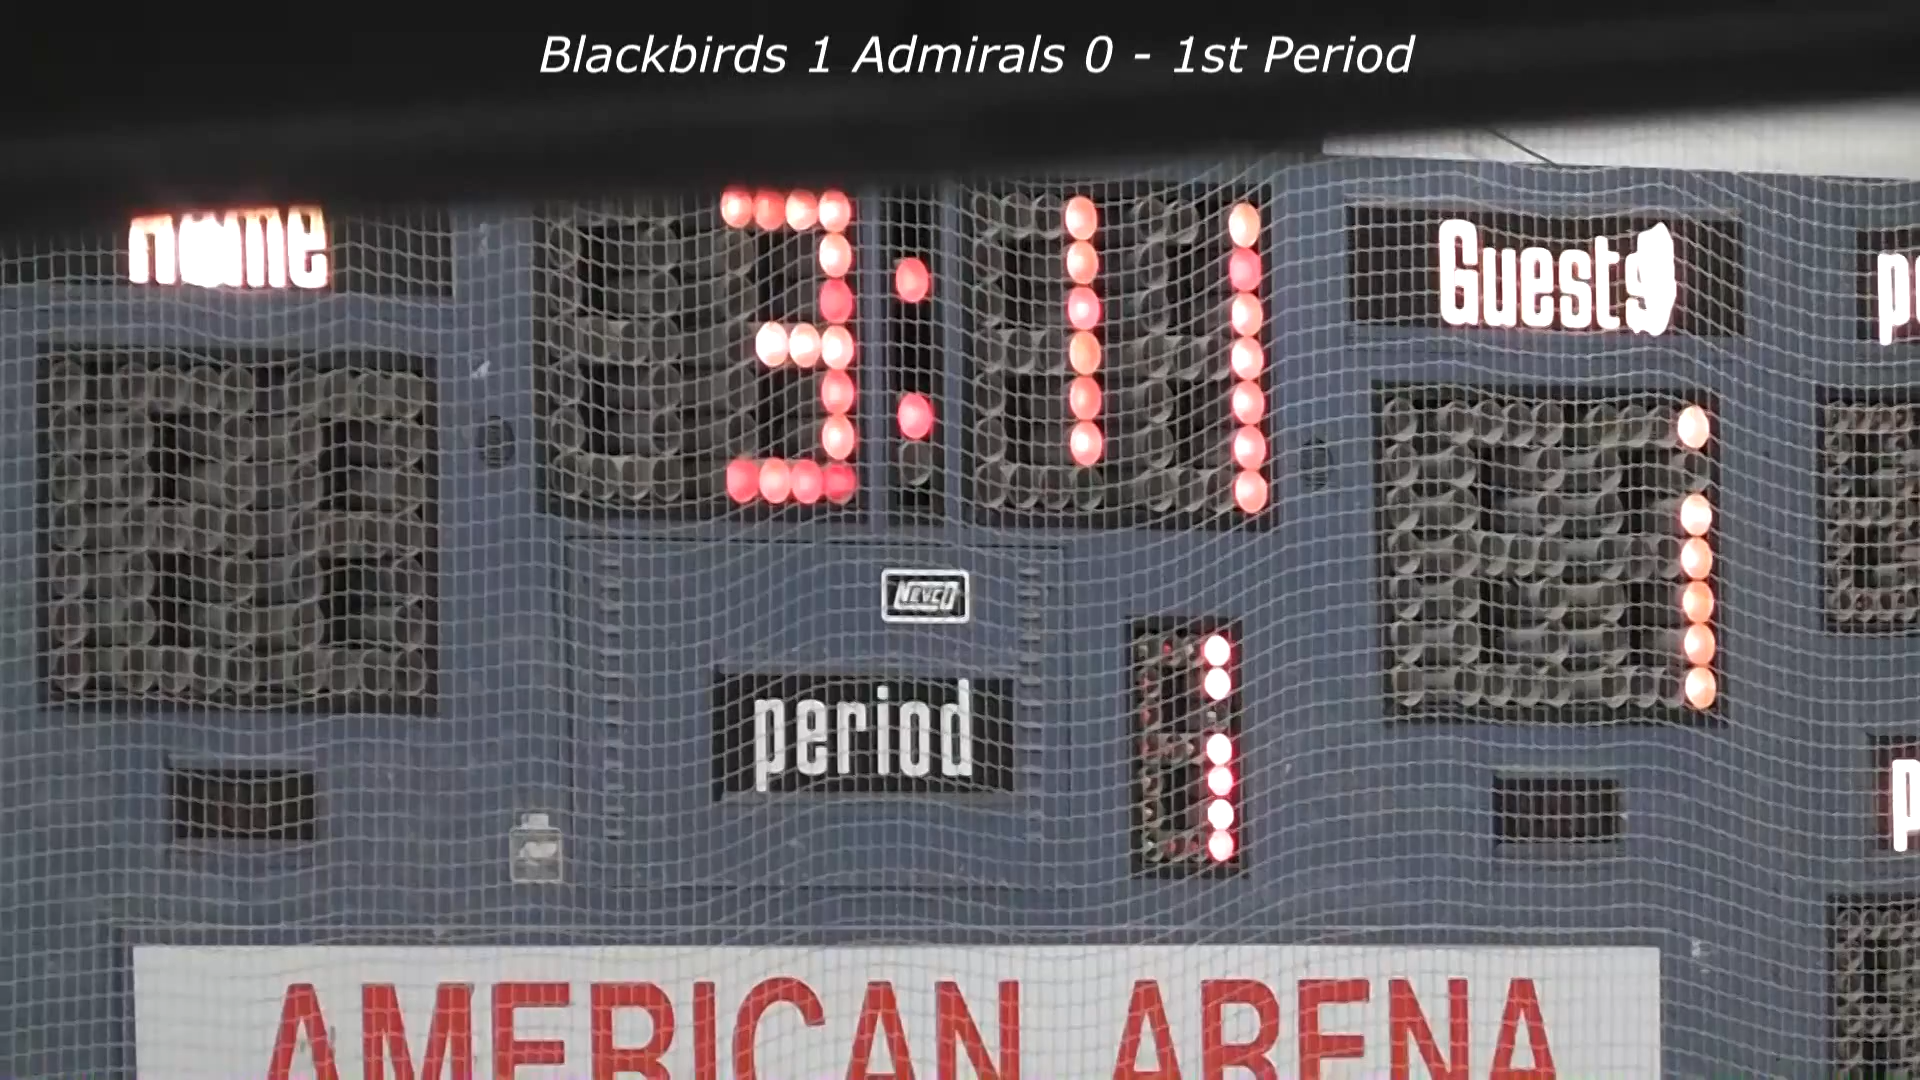 Blackbirds 1 Admirals 0 - 1st Period
Home 3:11 Guests
1
NEVCO
period 1
AMERICAN ARENA